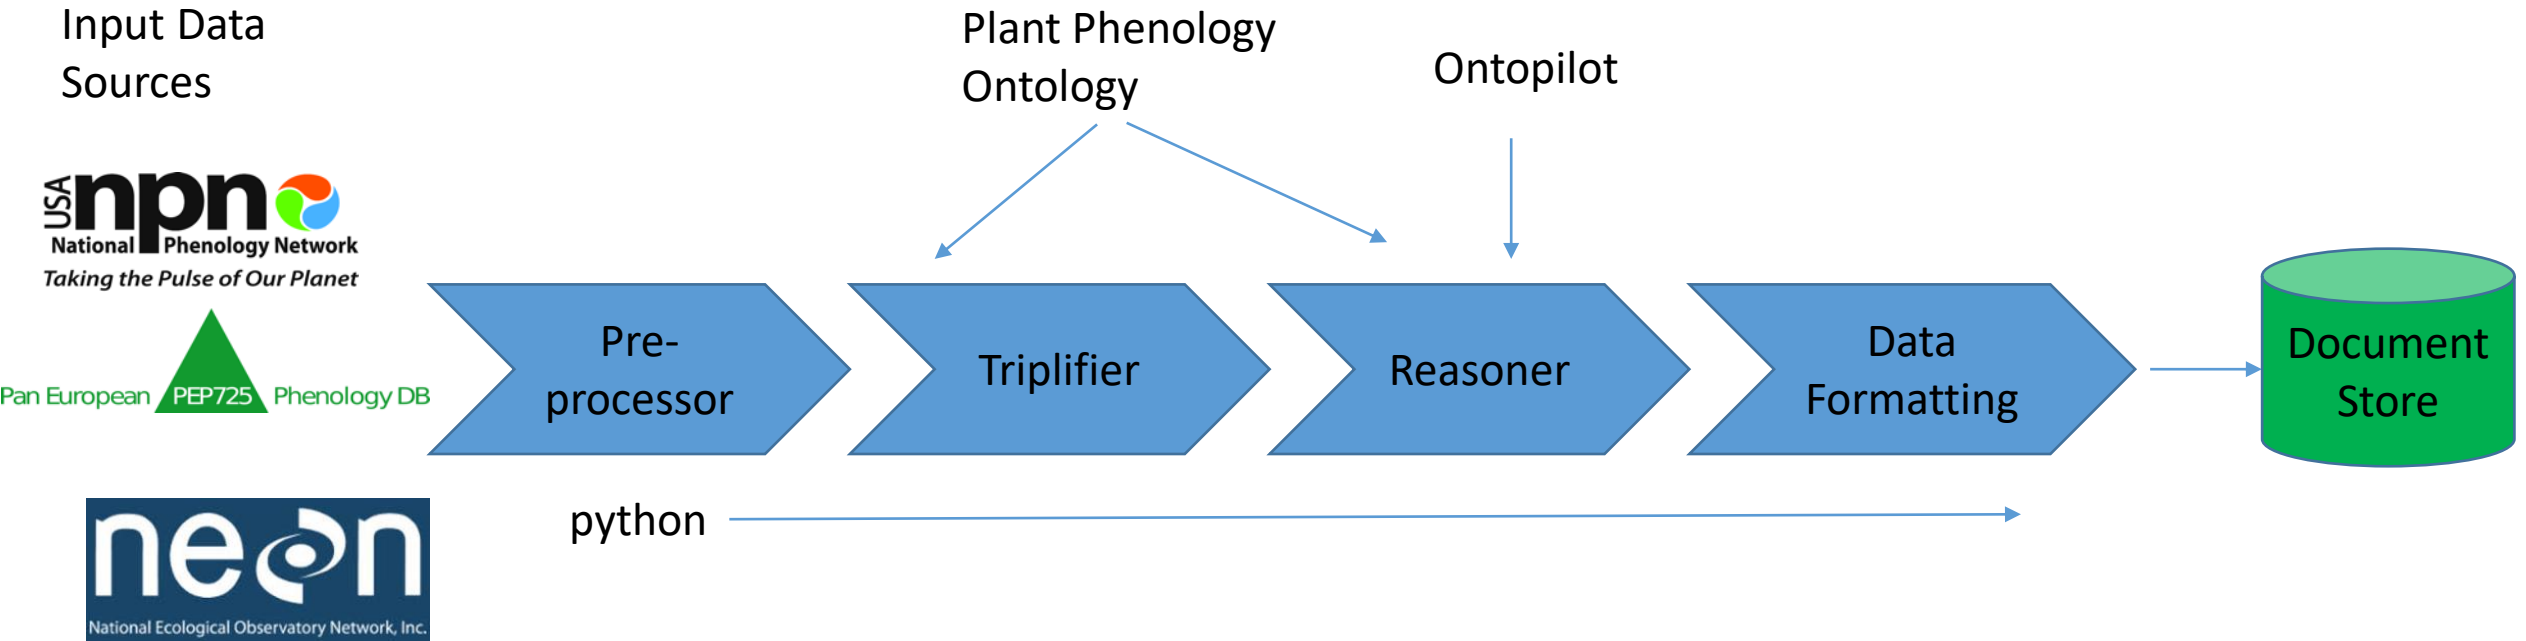 Input Data
Sources
Plant Phenology
Ontology
Ontopilot
USA
npn
National Phenology Network
Taking the Pulse of Our Planet
Pan European PEP725 Phenology DB
neon
National Ecological Observatory Network, Inc.
Pre-
processor
Triplifier
Reasoner
Data
Formatting
Document
Store
python